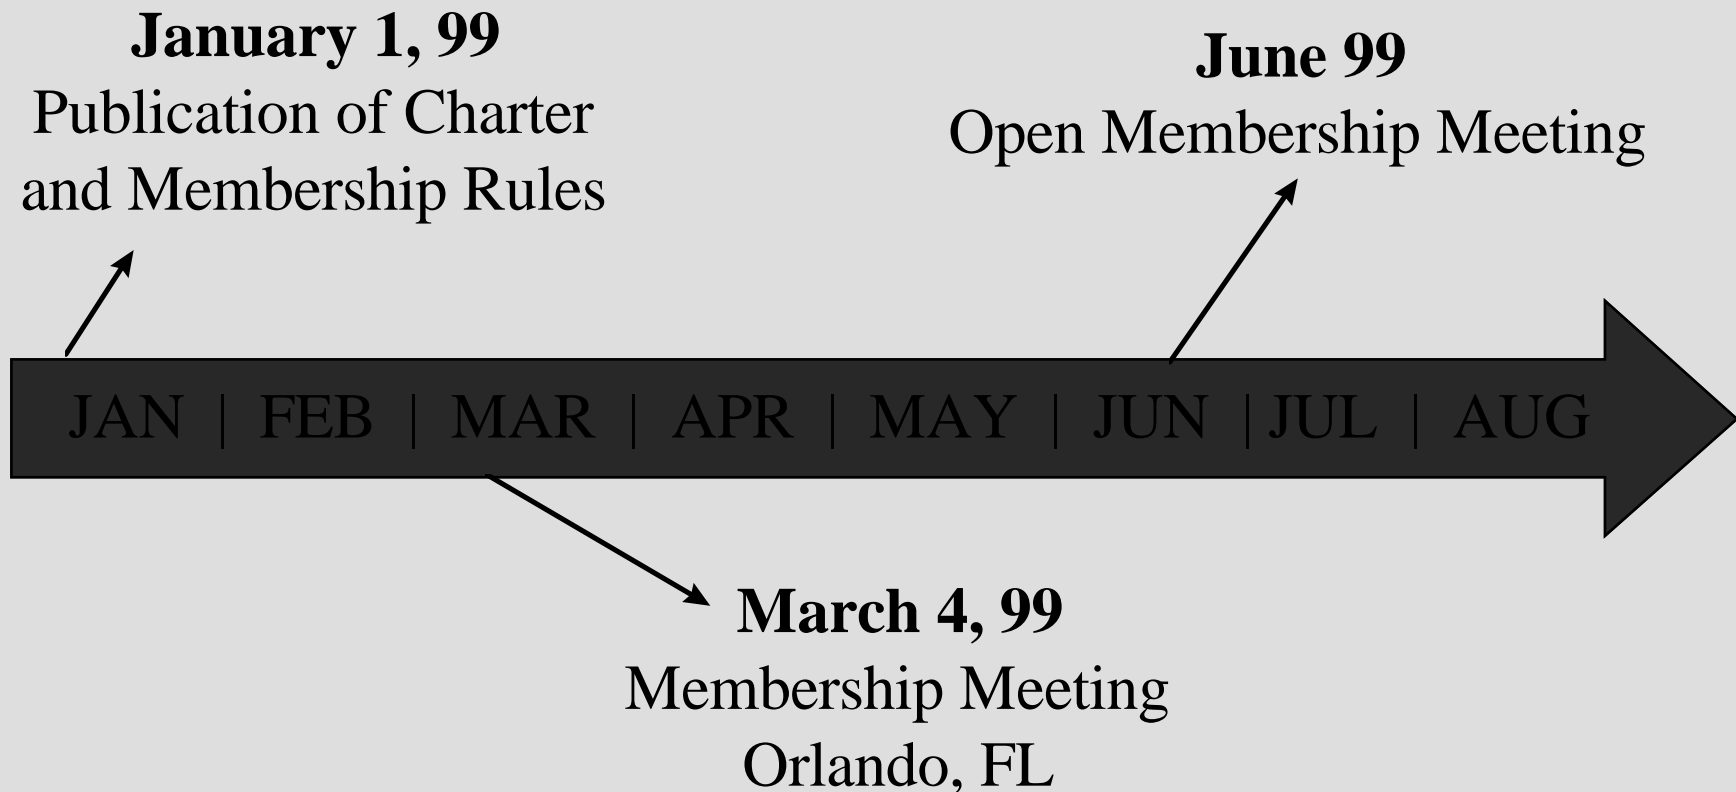 January 1, 99
Publication of Charter
and Membership Rules
June 99
Open Membership Meeting
JAN | FEB | MAR | APR | MAY | JUN | JUL | AUG
March 4, 99
Membership Meeting
Orlando, FL